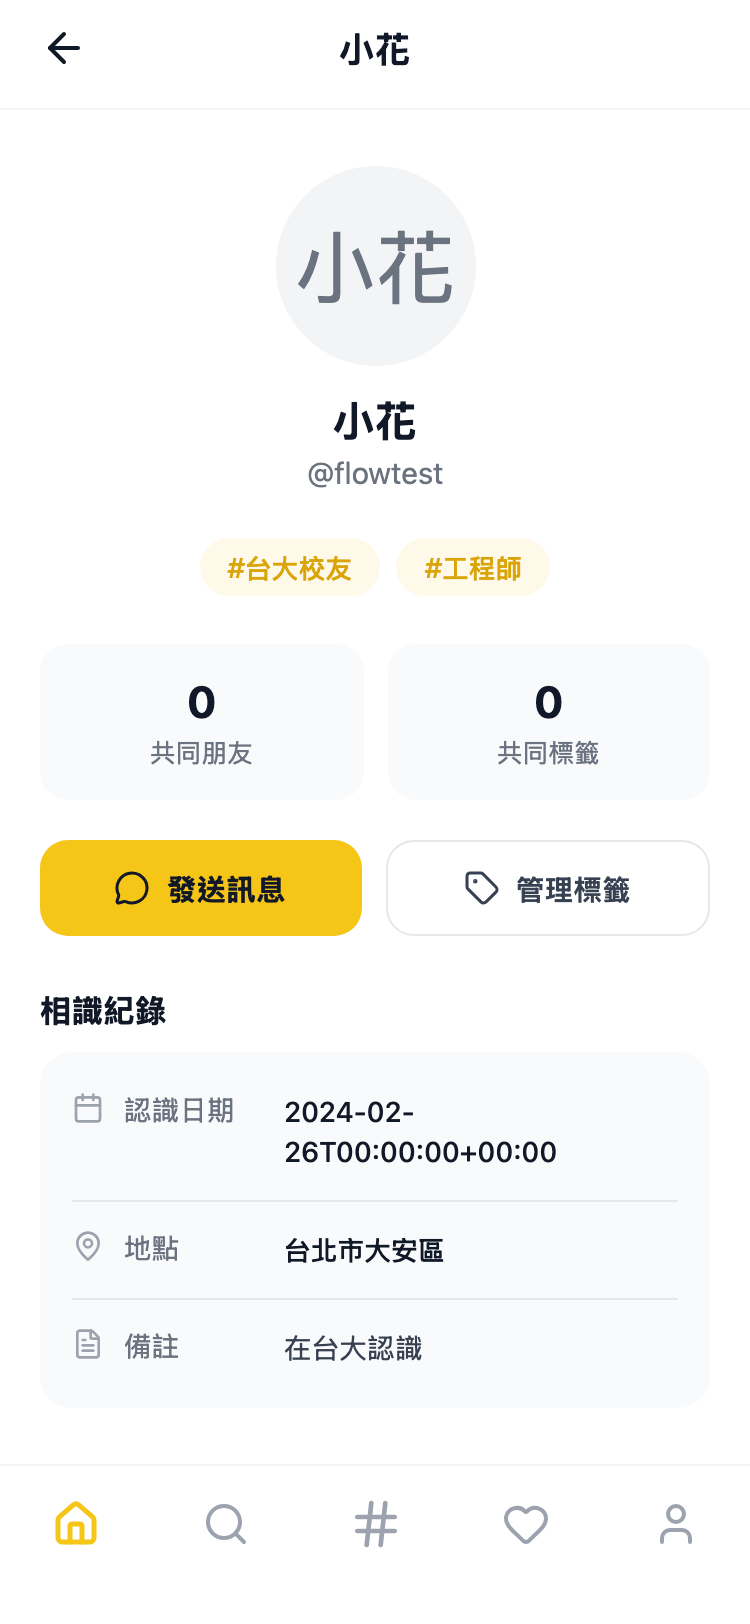 小花
小花
小花
@flowtest
#台大校友 #工程師
0 0
共同朋友 共同標籤
發送訊息 管理標籤
相識紀錄
認識日期 2024-02-
26T00:00:00+00:00
地點 台北市大安區
備註 在台大認識